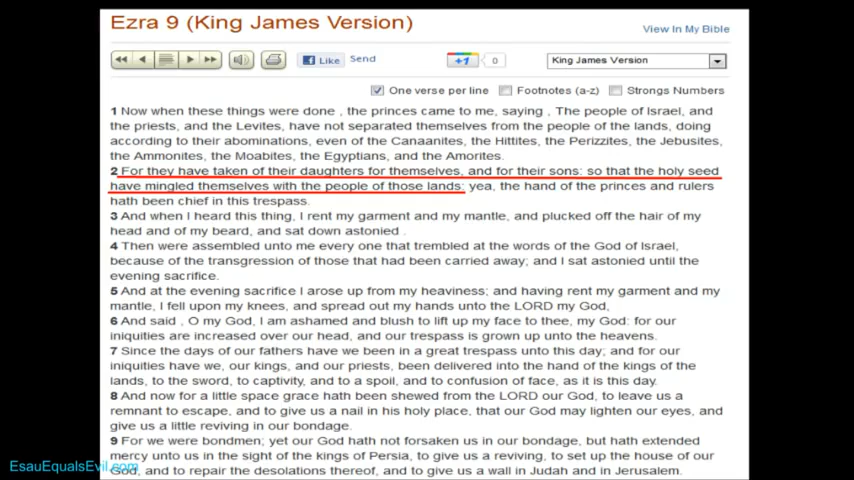 Ezra 9 (King James Version)
View In My Bible
Like Send +1 0 King James Version
One verse per line Footnotes (a-z) Strongs Numbers
1 Now when these things were done , the princes came to me, saying , The people of Israel, and
the priests, and the Levites, have not separated themselves from the people of the lands, doing
according to their abominations, even of the Canaanites, the Hittites, the Perizzites, the Jebusites,
the Ammonites, the Moabites, the Egyptians, and the Amorites.
2 For they have taken of their daughters for themselves, and for their sons: so that the holy seed
have mingled themselves with the people of those lands: yea, the hand of the princes and rulers
hath been chief in this trespass.
3 And when I heard this thing, I rent my garment and my mantle, and plucked off the hair of my
head and of my beard, and sat down astonied .
4 Then were assembled unto me every one that trembled at the words of the God of Israel,
because of the transgression of those that had been carried away; and I sat astonied until the
evening sacrifice.
5 And at the evening sacrifice I arose up from my heaviness; and having rent my garment and my
mantle, I fell upon my knees, and spread out my hands unto the LORD my God,
6 And said , O my God, I am ashamed and blush to lift up my face to thee, my God: for our
iniquities are increased over our head, and our trespass is grown up unto the heavens.
7 Since the days of our fathers have we been in a great trespass unto this day; and for our
iniquities have we, our kings, and our priests, been delivered into the hand of the kings of the
lands, to the sword, to captivity, and to a spoil, and to confusion of face, as it is this day.
8 And now for a little space grace hath been shewed from the LORD our God, to leave us a
remnant to escape, and to give us a nail in his holy place, that our God may lighten our eyes, and
give us a little reviving in our bondage.
9 For we were bondmen; yet our God hath not forsaken us in our bondage, but hath extended
mercy unto us in the sight of the kings of Persia, to give us a reviving, to set up the house of our
God, and to repair the desolations thereof, and to give us a wall in Judah and in Jerusalem.
EsauEqualsEvil.com